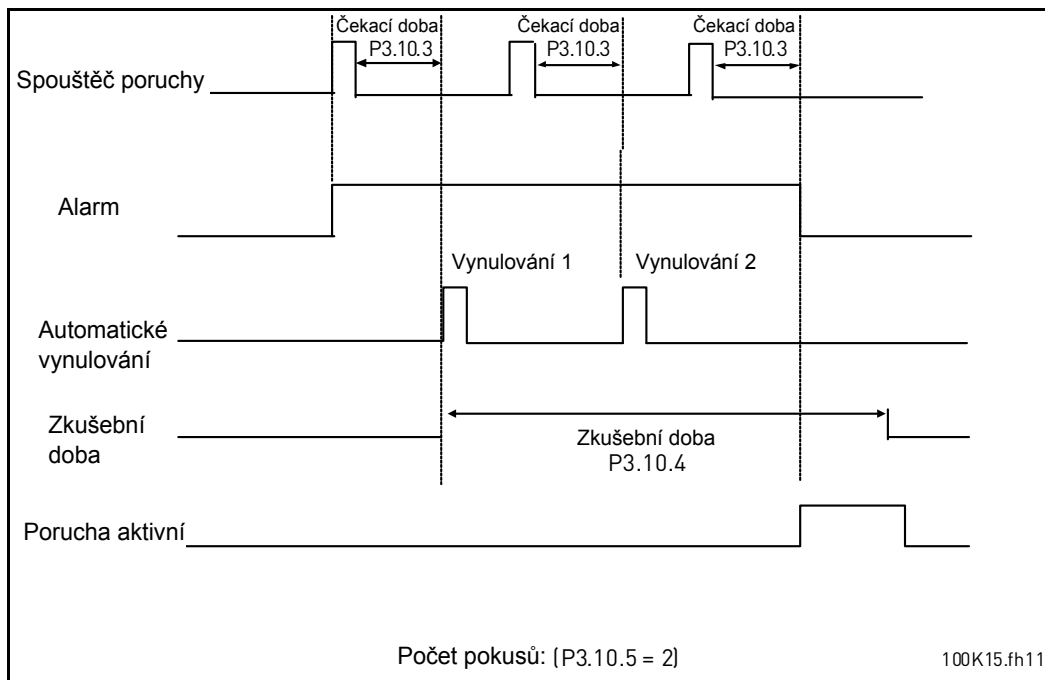 Čekací doba Čekací doba Čekací doba
P3.10.3 P3.10.3 P3.10.3
Spouštěč poruchy
Alarm
Vynulování 1 Vynulování 2
Automatické
vynulování
Zkušební
doba
Zkušební doba
P3.10.4
Porucha aktivní
Počet pokusů: (P3.10.5 = 2)
100K15.fh11